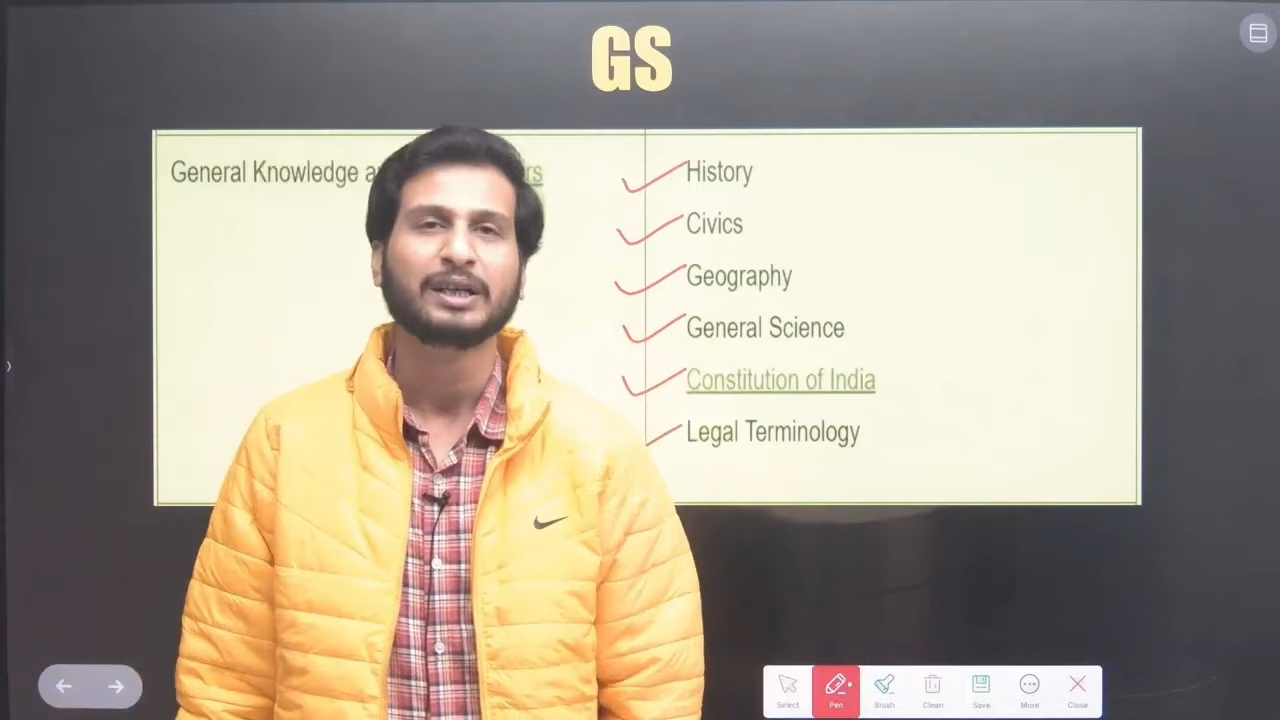 GS
General Knowledge a
rs
History
Civics
Geography
General Science
Constitution of India
Legal Terminology
Select
Pen
Brush
Clean
Save
More
Close